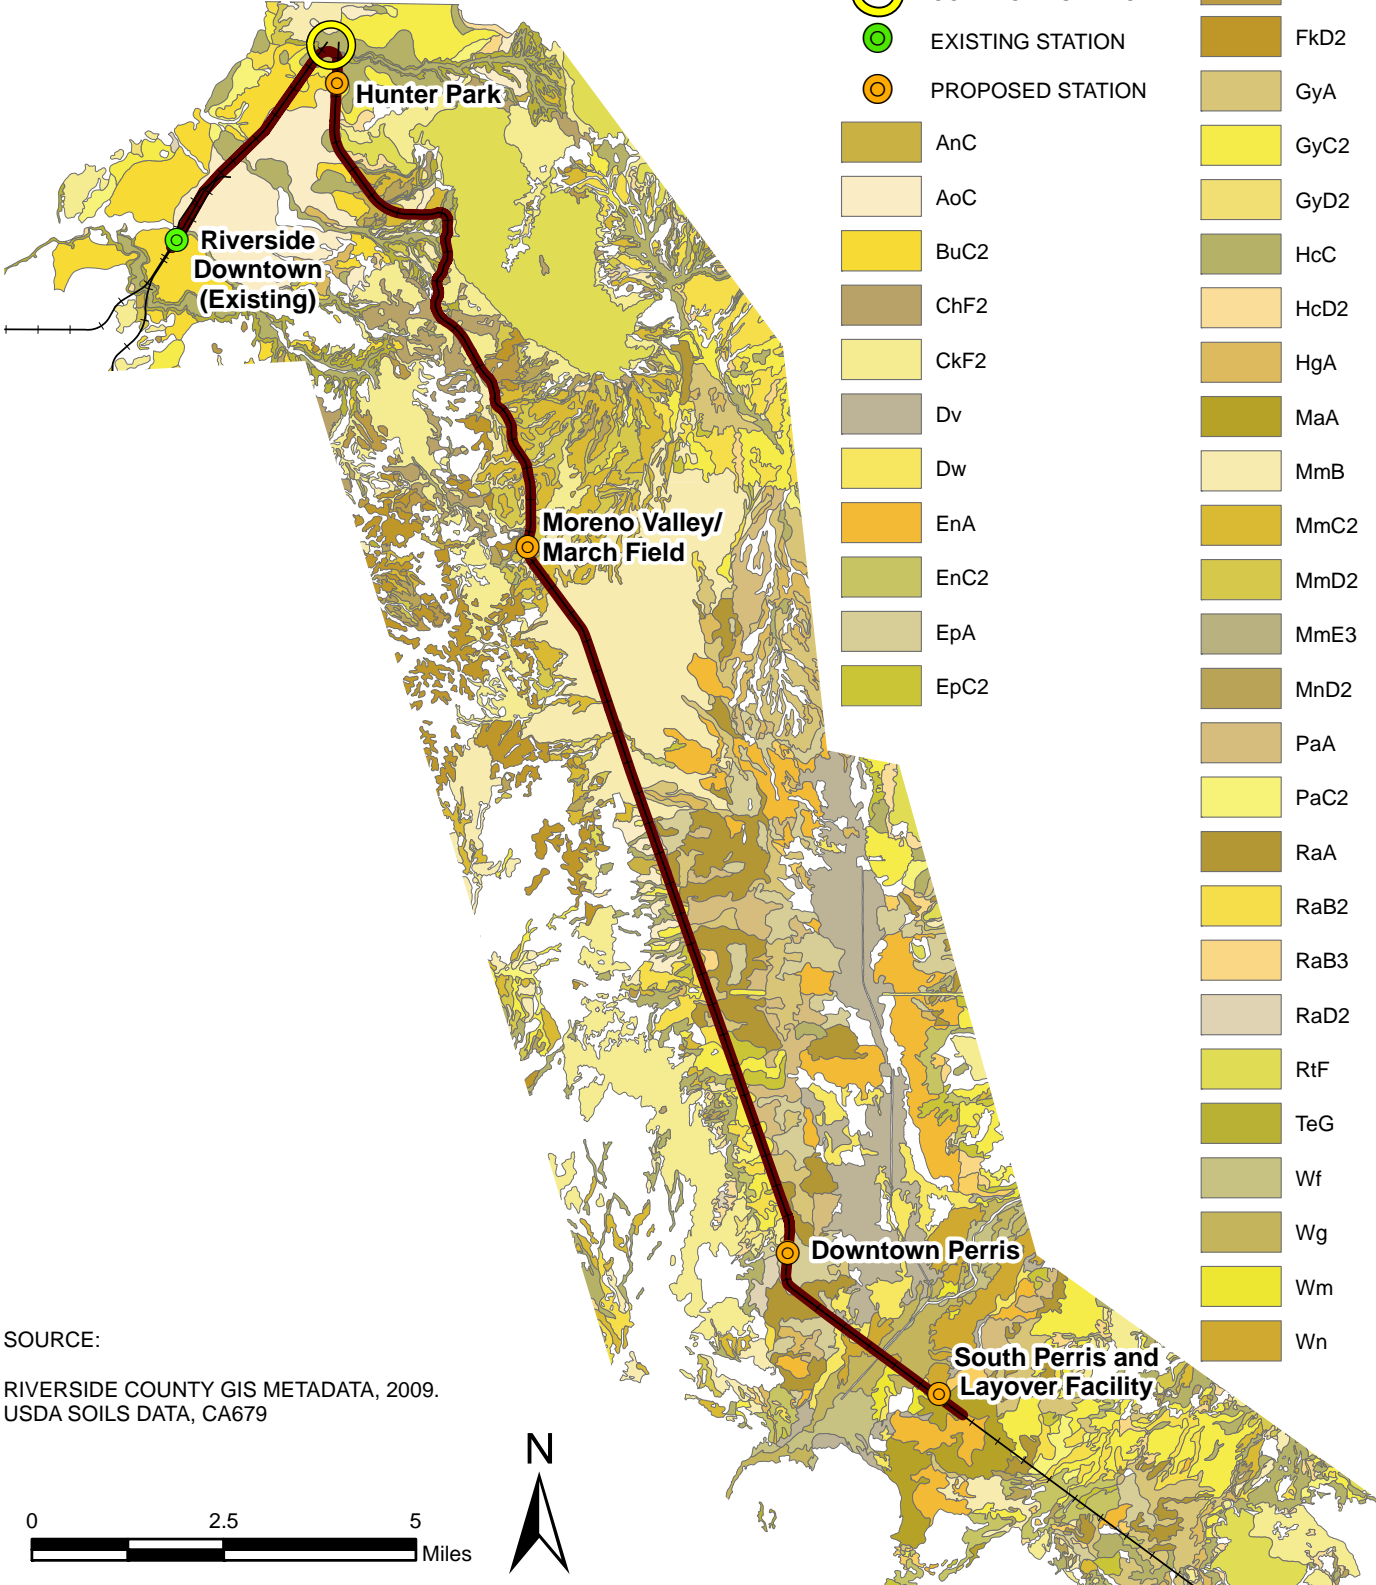 EXISTING STATION
PROPOSED STATION
AnC
AoC
BuC2
ChF2
CkF2
Dv
Dw
EnA
EnC2
EpA
EpC2
FkD2
GyA
GyC2
GyD2
HcC
HcD2
HgA
MaA
MmB
MmC2
MmD2
MmE3
MnD2
PaA
PaC2
RaA
RaB2
RaB3
RaD2
RtF
TeG
Wf
Wg
Wm
Wn
Hunter Park
Riverside
Downtown
(Existing)
Moreno Valley/
March Field
Downtown Perris
South Perris and
Layover Facility
SOURCE:
RIVERSIDE COUNTY GIS METADATA, 2009.
USDA SOILS DATA, CA679
N
0 2.5 5
Miles